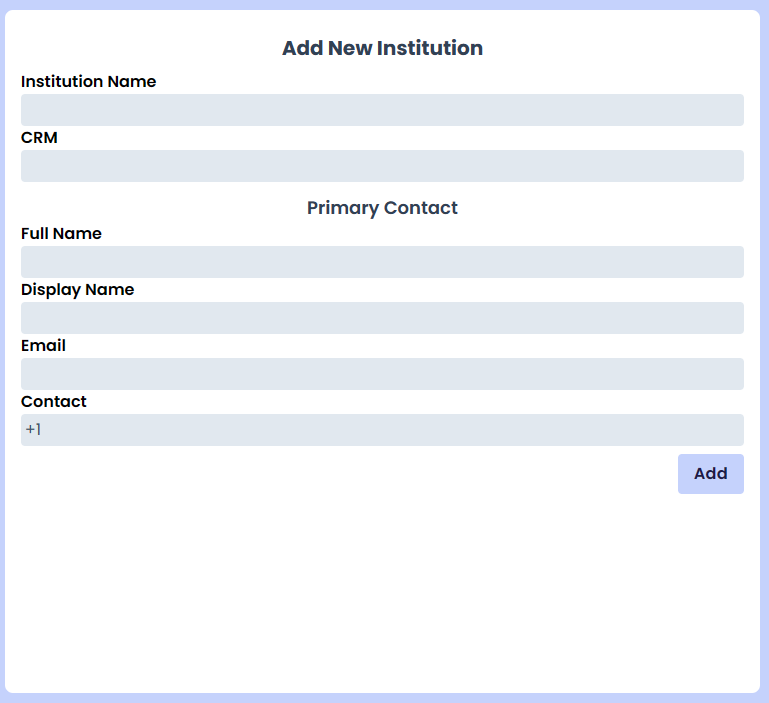 Add New Institution
Institution Name
CRM
Primary Contact
Full Name
Display Name
Email
Contact
+1
Add